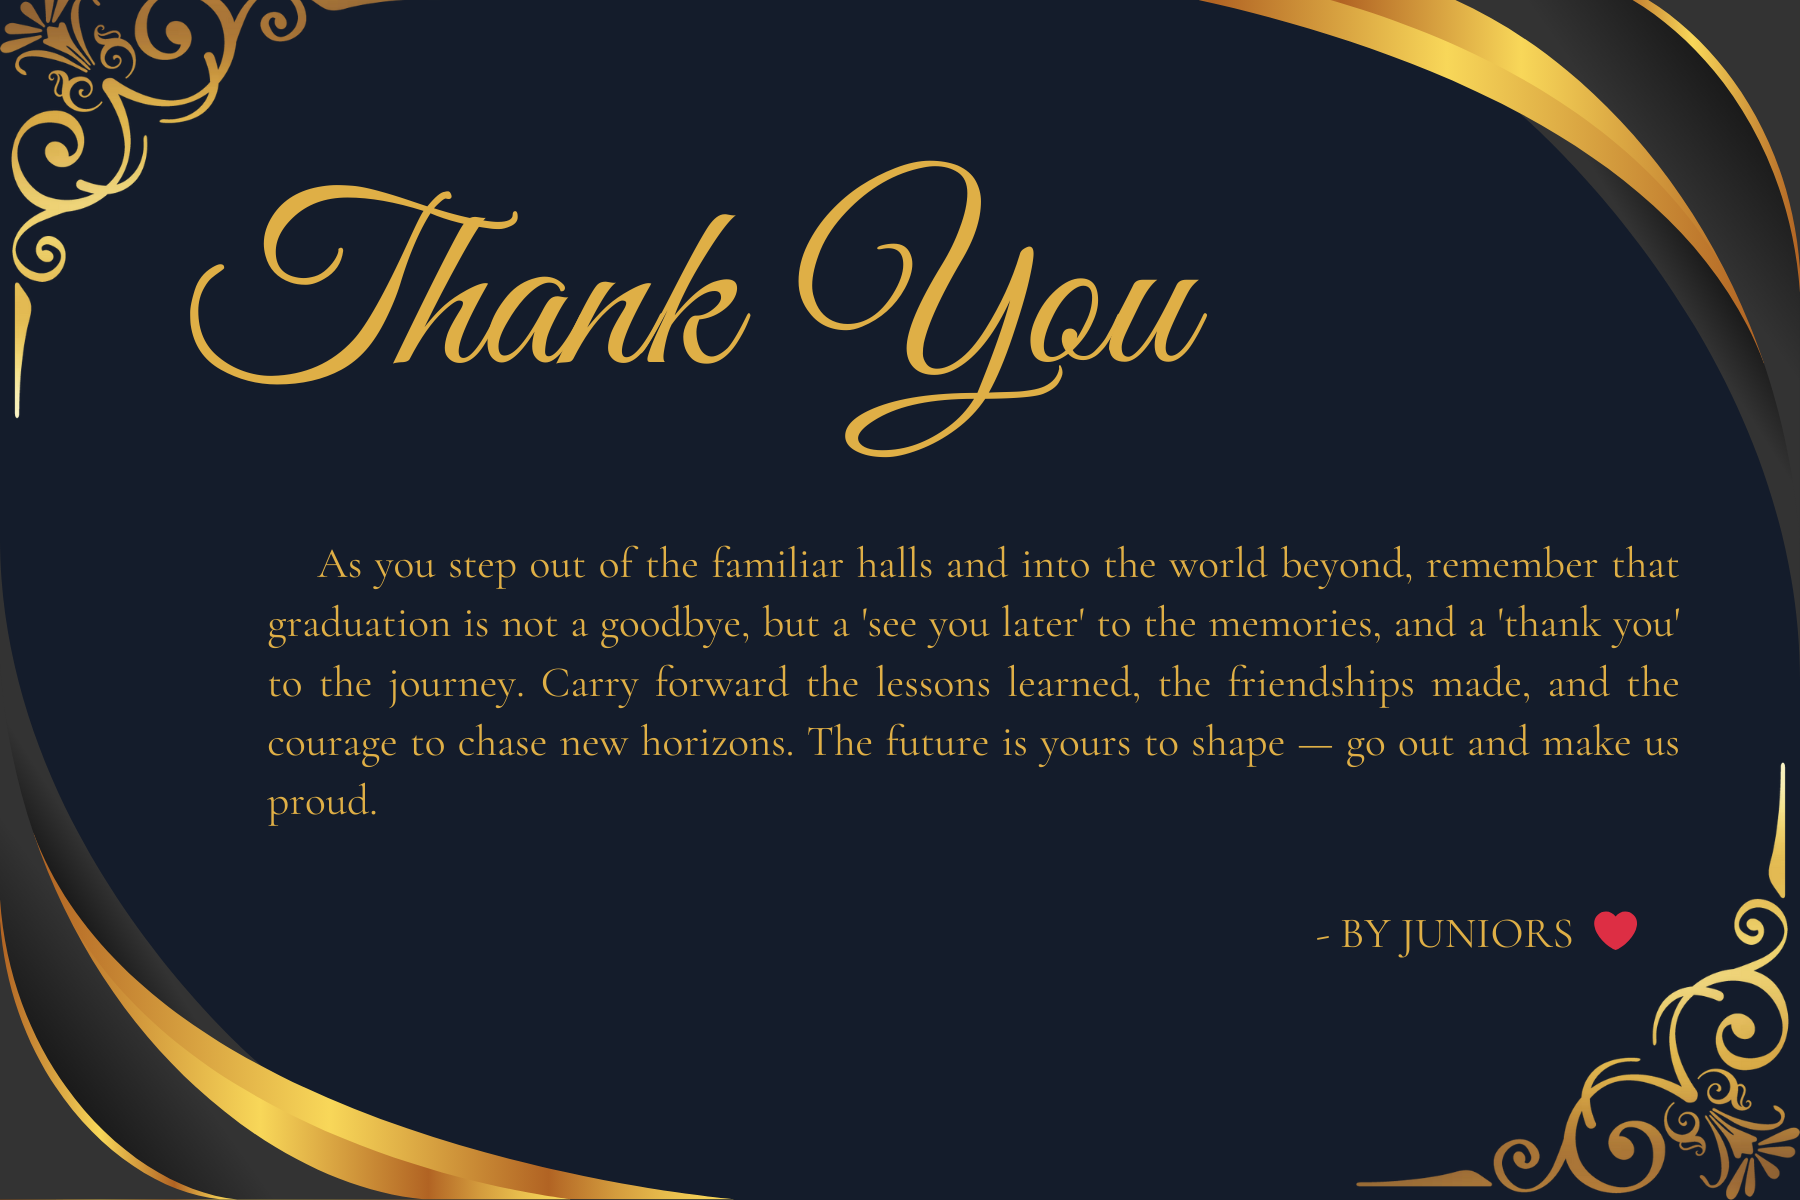 Thank You
As you step out of the familiar halls and into the world beyond, remember that
graduation is not a goodbye, but a 'see you later' to the memories, and a 'thank you'
to the journey. Carry forward the lessons learned, the friendships made, and the
courage to chase new horizons. The future is yours to shape — go out and make us
proud.
- BY JUNIORS ❤️